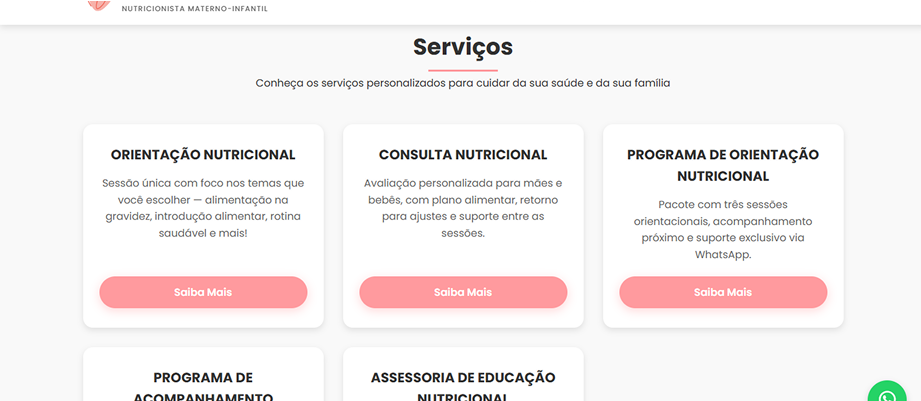 NUTRICIONISTA MATERNO-INFANTIL
Serviços
Conheça os serviços personalizados para cuidar da sua saúde e da sua família
ORIENTAÇÃO NUTRICIONAL
Sessão única com foco nos temas que
você escolher — alimentação na
gravidez, introdução alimentar, rotina
saudável e mais!
Saiba Mais
CONSULTA NUTRICIONAL
Avaliação personalizada para mães e
bebês, com plano alimentar, retorno
para ajustes e suporte entre as
sessões.
Saiba Mais
PROGRAMA DE ORIENTAÇÃO
NUTRICIONAL
Pacote com três sessões
orientacionais, acompanhamento
próximo e suporte exclusivo via
WhatsApp.
Saiba Mais
PROGRAMA DE
ACOMPANHAMENTO
ASSESSORIA DE EDUCAÇÃO
NUTRICIONAL